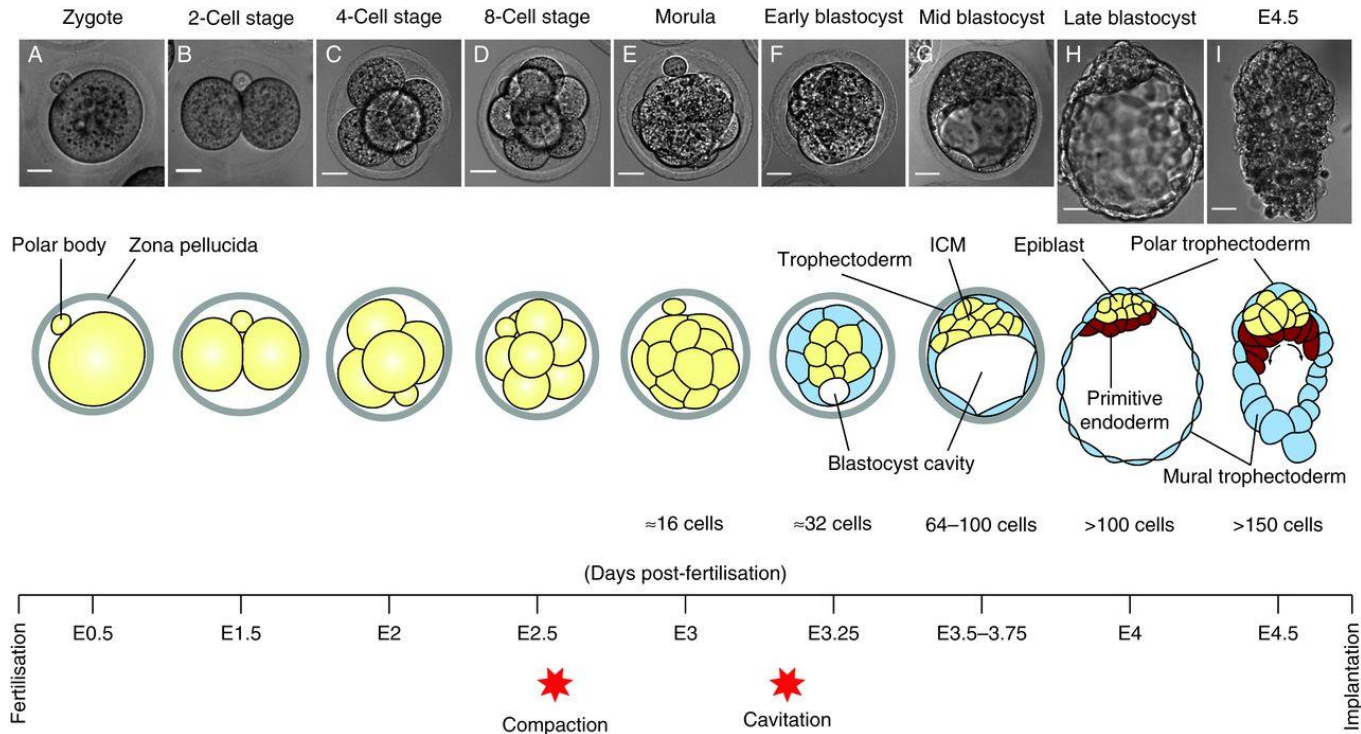 Zygote
2-Cell stage
4-Cell stage
8-Cell stage
Morula
Early blastocyst
Mid blastocyst
Late blastocyst
E4.5
A
B
C
D
E
F
G
H
I
Polar body
Zona pellucida
Trophectoderm
ICM
Epiblast
Polar trophectoderm
Primitive
endoderm
Blastocyst cavity
Mural trophectoderm
≈16 cells
≈32 cells
64–100 cells
>100 cells
>150 cells
(Days post-fertilisation)
Fertilisation
E0.5
E1.5
E2
E2.5
E3
E3.25
E3.5–3.75
E4
E4.5
Implantation
Compaction
Cavitation